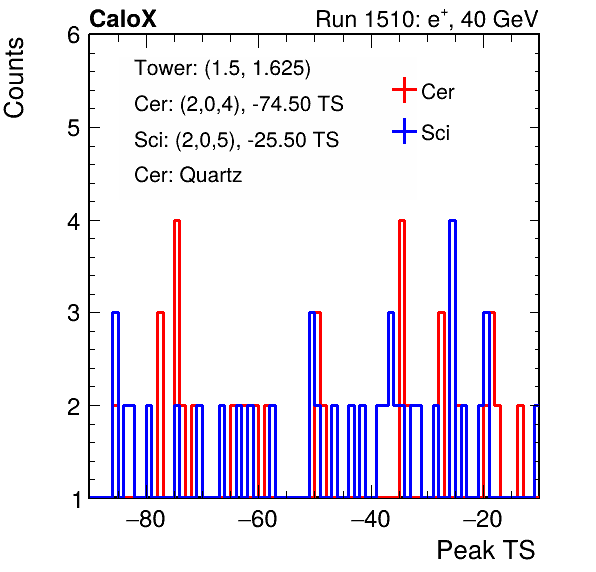 CaloX Run 1510: e⁺, 40 GeV
Counts
6
5
4
3
2
1
Tower: (1.5, 1.625)
Cer: (2,0,4), -74.50 TS
Sci: (2,0,5), -25.50 TS
Cer: Quartz
Cer
Sci
−80 −60 −40 −20
Peak TS